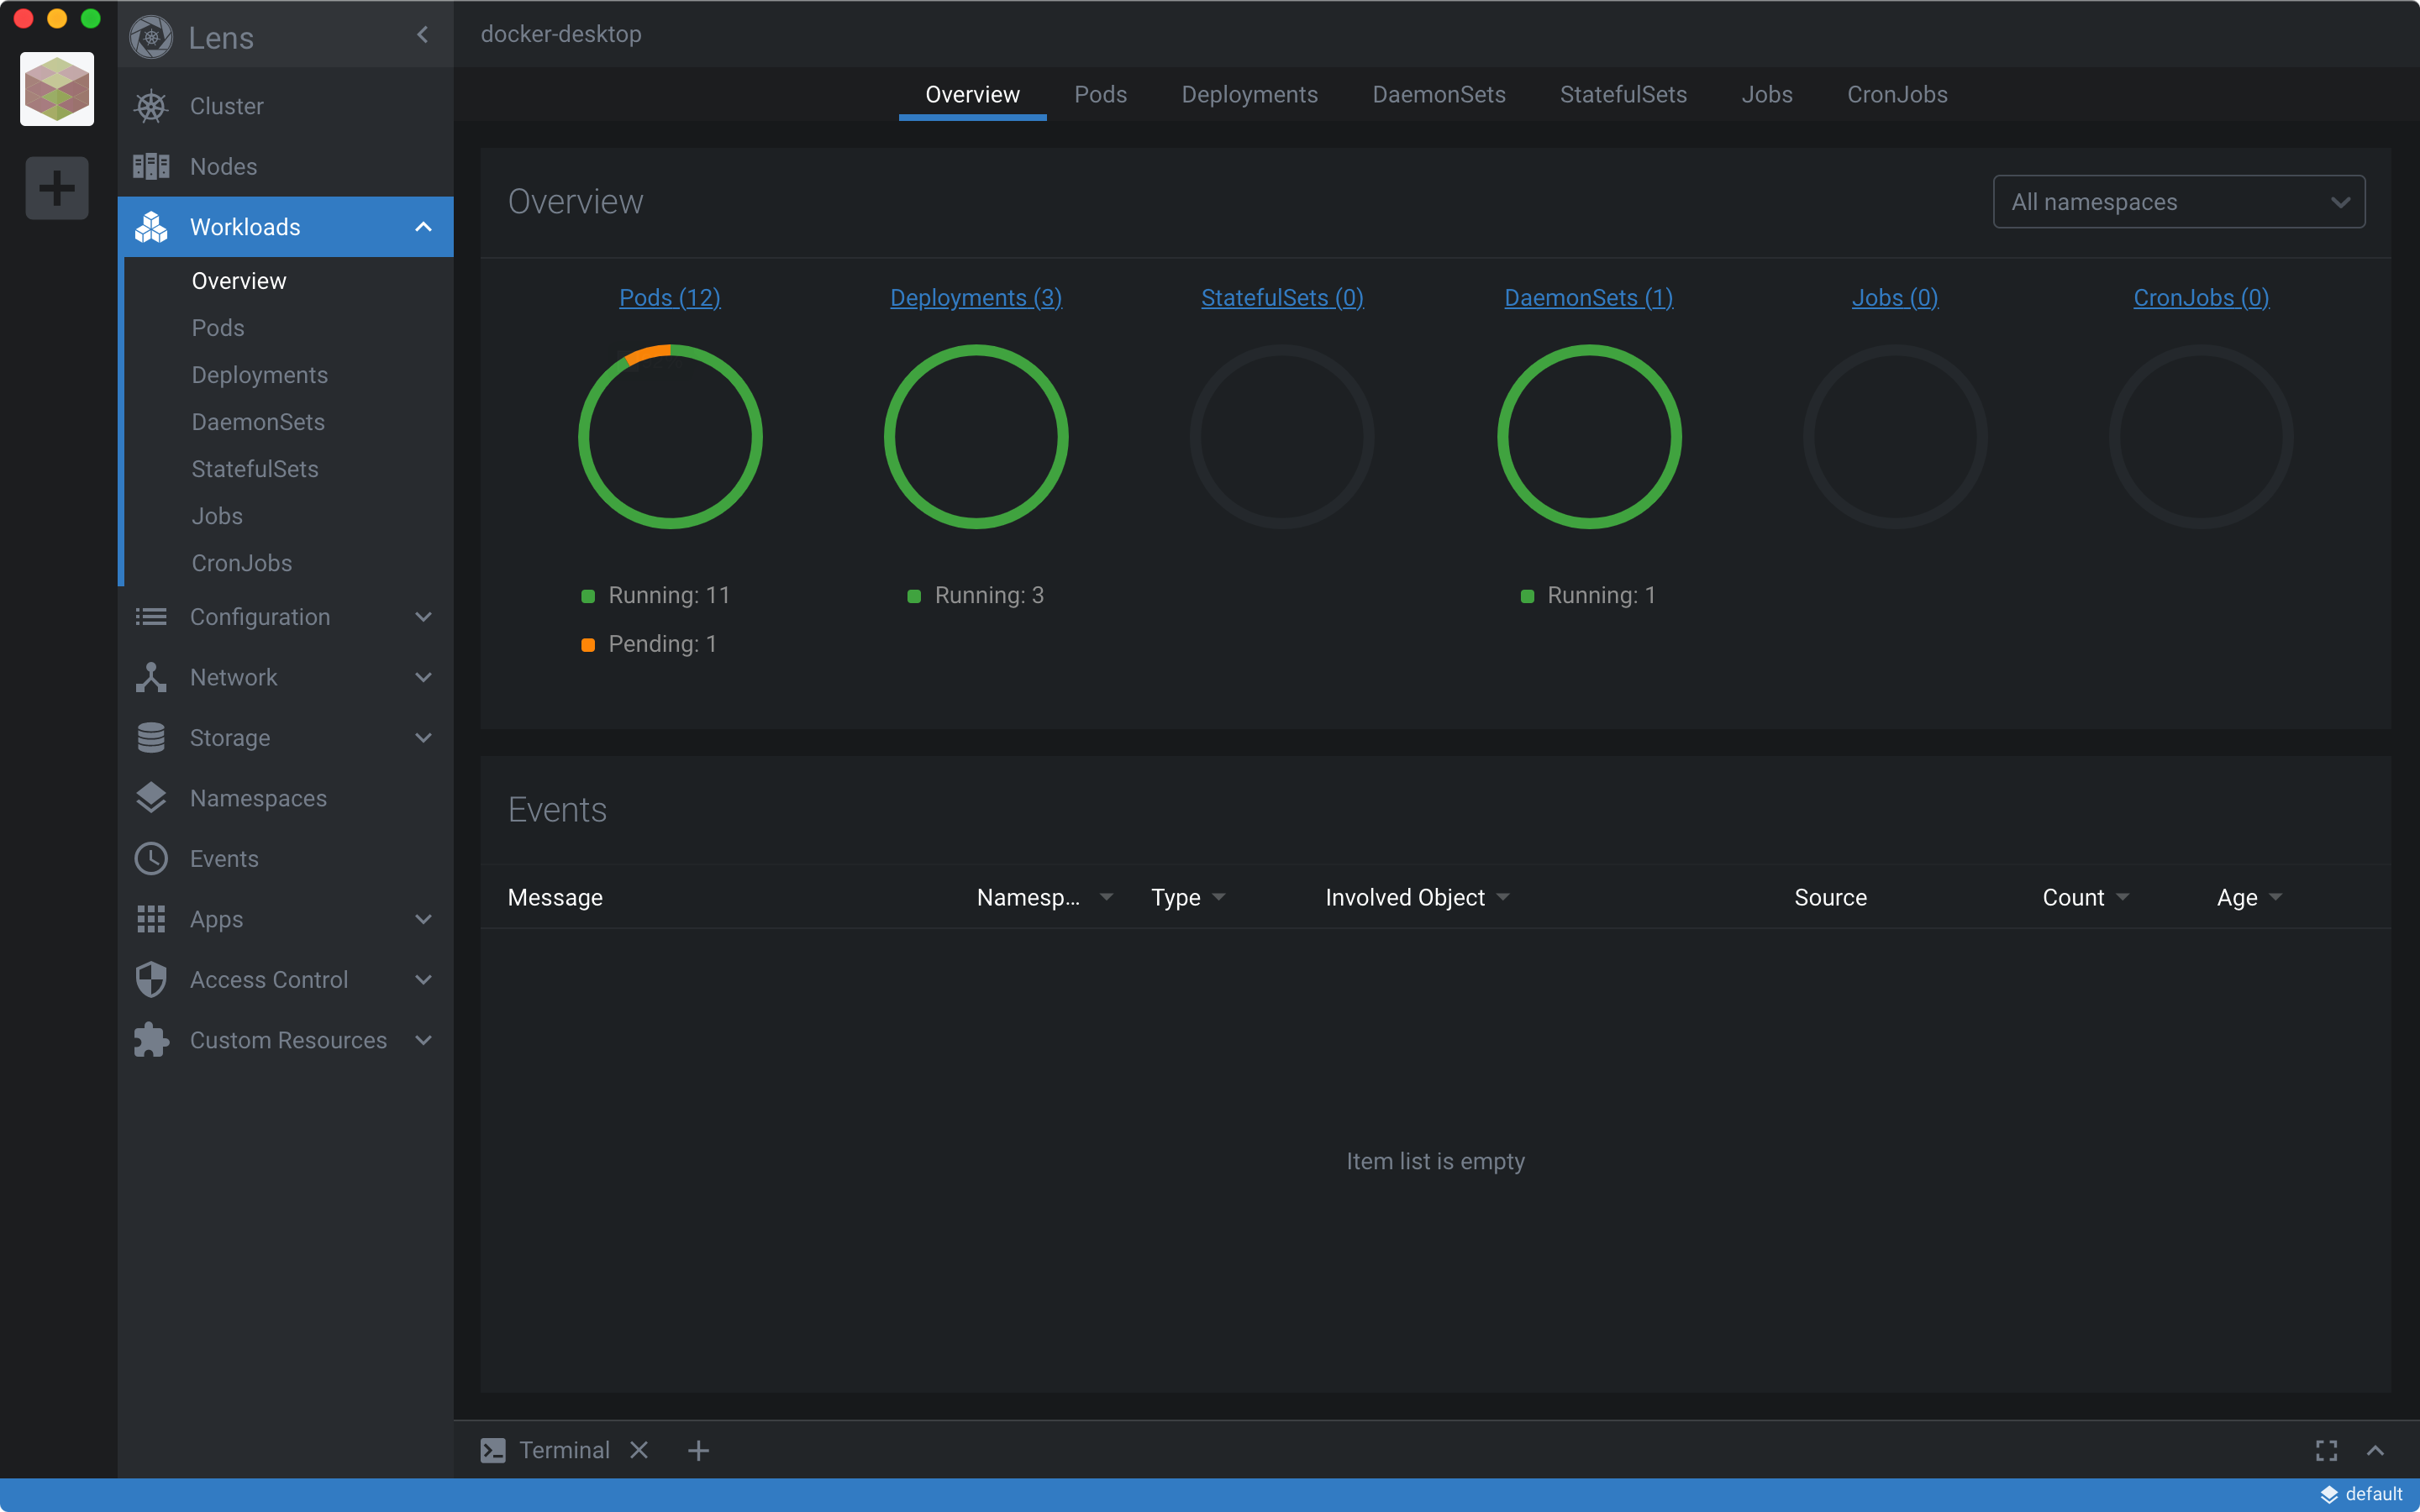 Lens
docker-desktop
Cluster
Nodes
Workloads
Overview
Pods
Deployments
DaemonSets
StatefulSets
Jobs
CronJobs
Configuration
Network
Storage
Namespaces
Events
Apps
Access Control
Custom Resources
Overview Pods Deployments DaemonSets StatefulSets Jobs CronJobs
Overview
All namespaces
Pods (12) Deployments (3) StatefulSets (0) DaemonSets (1) Jobs (0) CronJobs (0)
Running: 11 Running: 3 Running: 1
Pending: 1
Events
Message Namesp... Type Involved Object Source Count Age
Item list is empty
Terminal
default